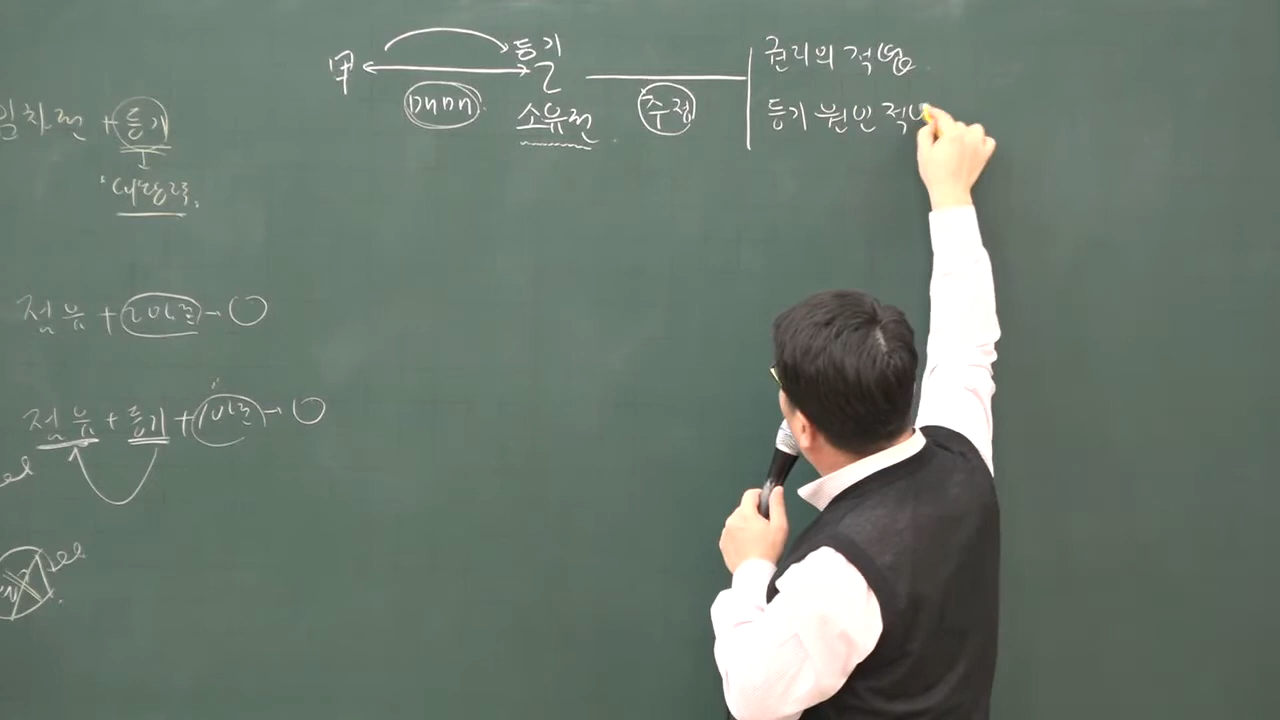 甲 등기 乙
매매
소유권
추정
권리의 적법
등기 원인 적
임차권 + 등기
대항력
점유 + 20년 → ○
점유 + 등기 + 10년 → ○